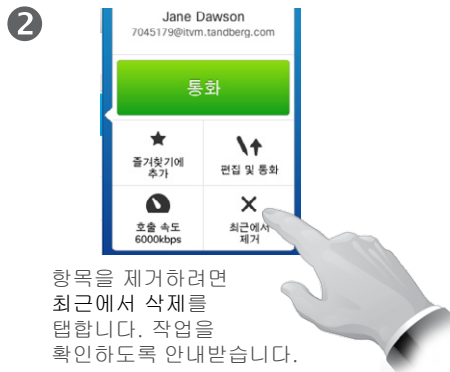 2
Jane Dawson
7045179@itvm.tandberg.com
통화
즐겨찾기에
추가
편집 및 통화
호출 속도
6000kbps
최근에서
제거
항목을 제거하려면
최근에서 삭제를
탭합니다. 작업을
확인하도록 안내받습니다.